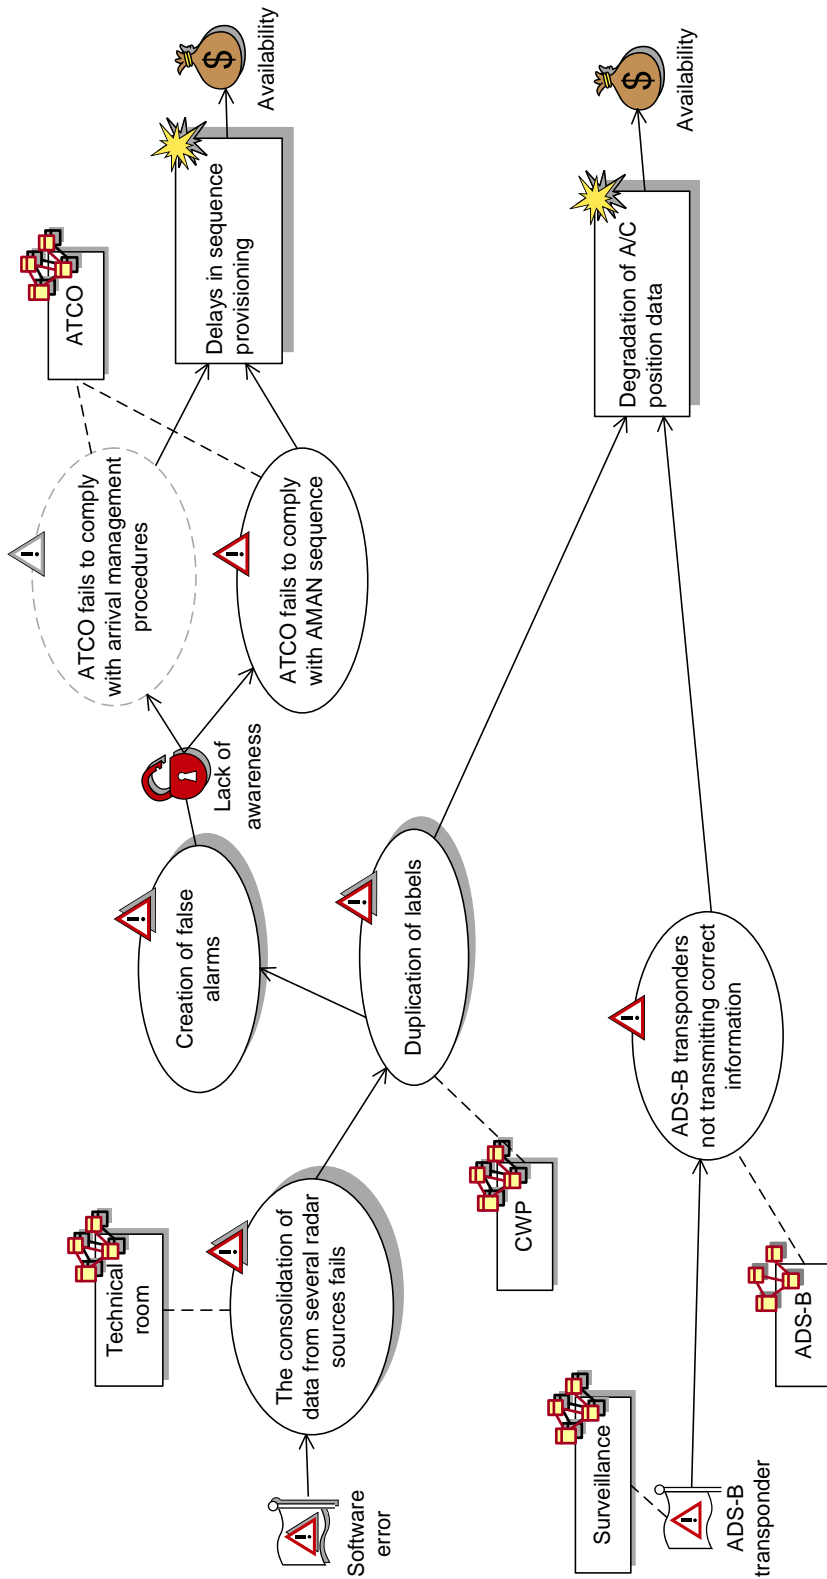 Software
error
Technical
room
The consolidation of
data from several radar
sources fails
Creation of false
alarms
Lack of
awareness
ATCO fails to comply
with arrival management
procedures
ATCO fails to comply
with AMAN sequence
ATCO
Delays in sequence
provisioning
$
Availability
CWP
Duplication of labels
Surveillance
ADS-B
transponder
ADS-B
ADS-B transponders
not transmitting correct
information
Degradation of A/C
position data
$
Availability